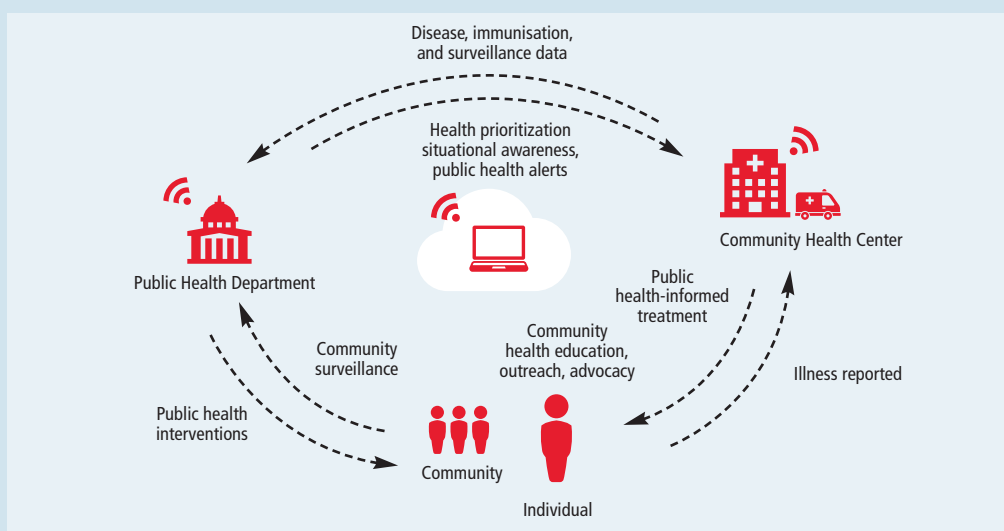 Disease, immunisation,
and surveillance data
Health prioritization
situational awareness,
public health alerts
Public Health Department
Community Health Center
Public
health-informed
treatment
Community
health education,
outreach, advocacy
Community
surveillance
Illness reported
Public health
interventions
Community
Individual